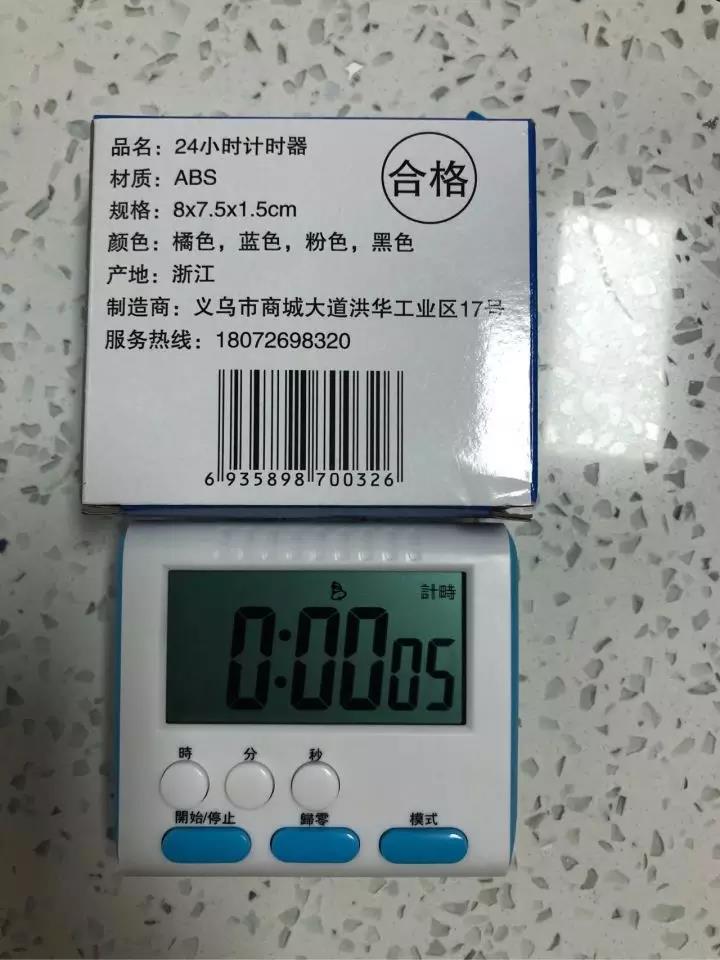 品名：24小时计时器
合格
材质：ABS
规格：8x7.5x1.5cm
颜色：橘色，蓝色，粉色，黑色
产地：浙江
制造商：义乌市商城大道洪华工业区17号
服务热线：18072698320
6 935898 700326
計時
0:00 05
時 分 秒
開始/停止 歸零 模式